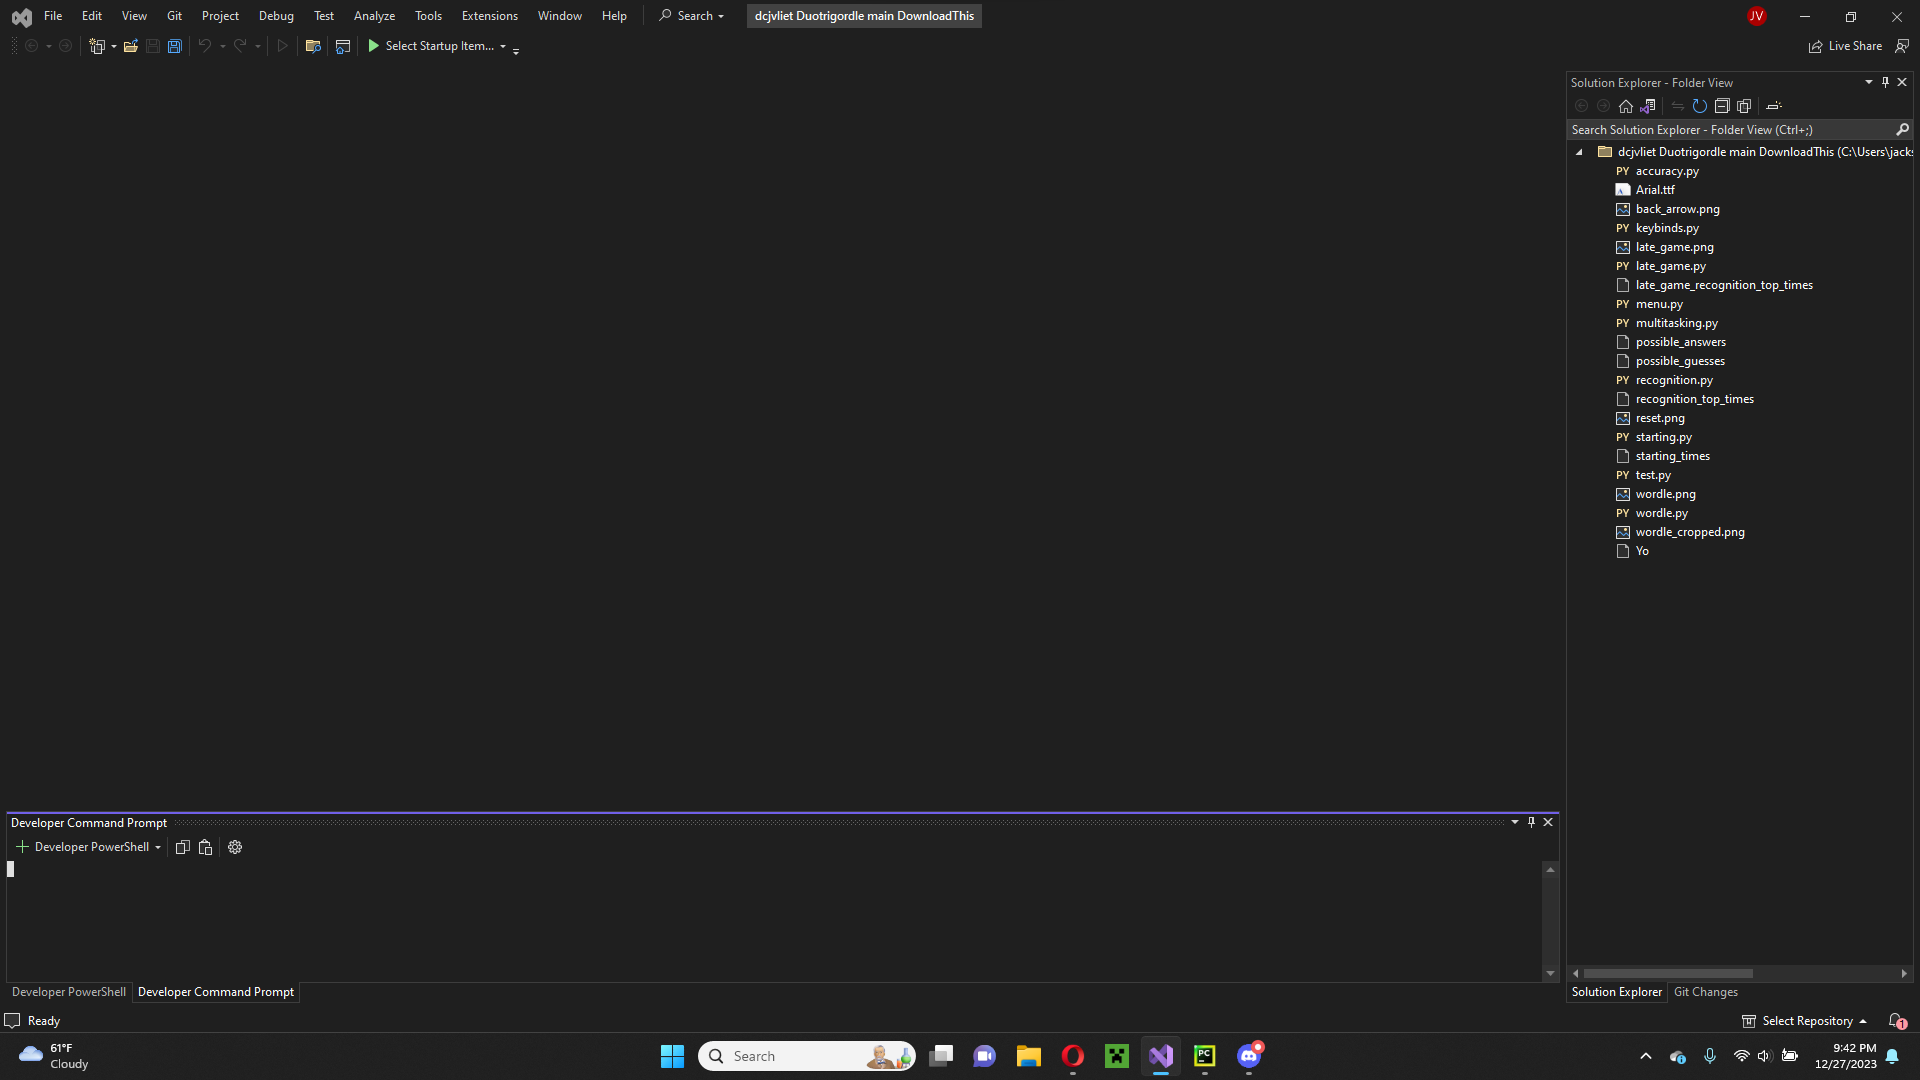 File Edit View Git Project Debug Test Analyze Tools Extensions Window Help Search dcjvliet Duotrigordle main DownloadThis JV
Select Startup Item... Live Share
Solution Explorer - Folder View
Search Solution Explorer - Folder View (Ctrl+;)
dcjvliet Duotrigordle main DownloadThis (C:\Users\jacks
PY accuracy.py
Arial.ttf
back_arrow.png
PY keybinds.py
late_game.png
PY late_game.py
late_game_recognition_top_times
PY menu.py
PY multitasking.py
possible_answers
possible_guesses
PY recognition.py
recognition_top_times
reset.png
PY starting.py
starting_times
PY test.py
wordle.png
PY wordle.py
wordle_cropped.png
Yo
Developer Command Prompt
Developer PowerShell
Developer PowerShell Developer Command Prompt
Solution Explorer Git Changes
Ready
Select Repository 1
61°F
Cloudy
Search
PC
9:42 PM
12/27/2023